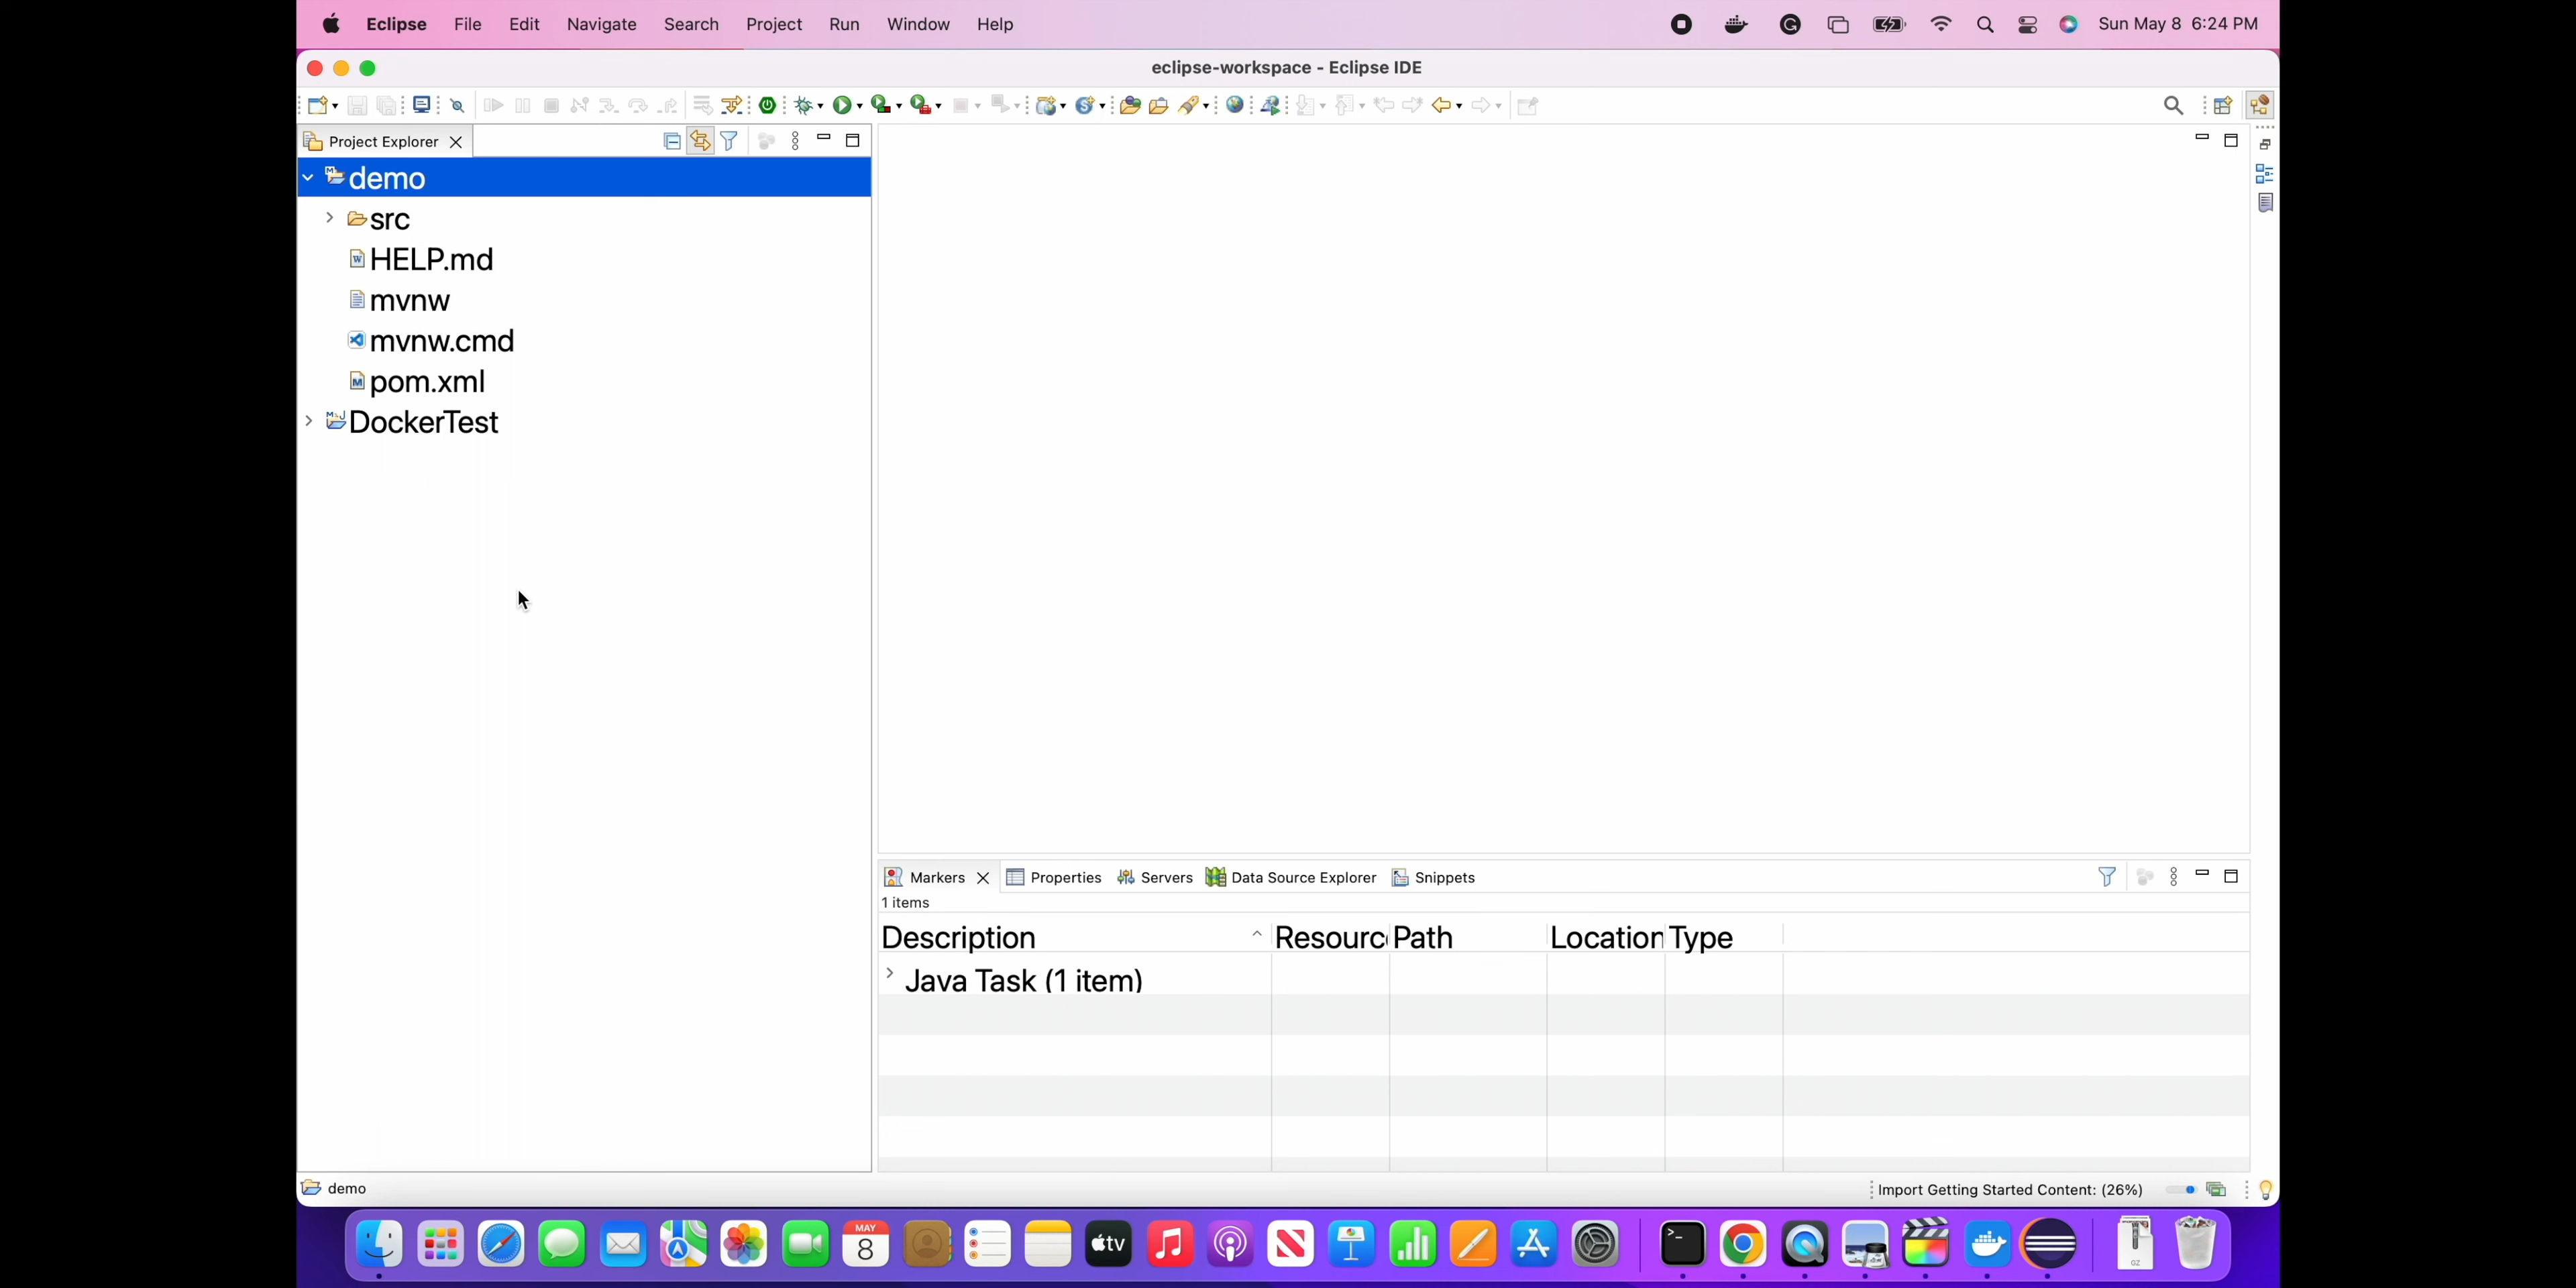 Eclipse File Edit Navigate Search Project Run Window Help Sun May 8 6:24 PM
eclipse-workspace - Eclipse IDE
Project Explorer
demo
src
HELP.md
mvnw
mvnw.cmd
pom.xml
DockerTest
Markers Properties Servers Data Source Explorer Snippets
1 items
Description Resourc Path Location Type
Java Task (1 item)
demo
Import Getting Started Content: (26%)
MAY
8
tv